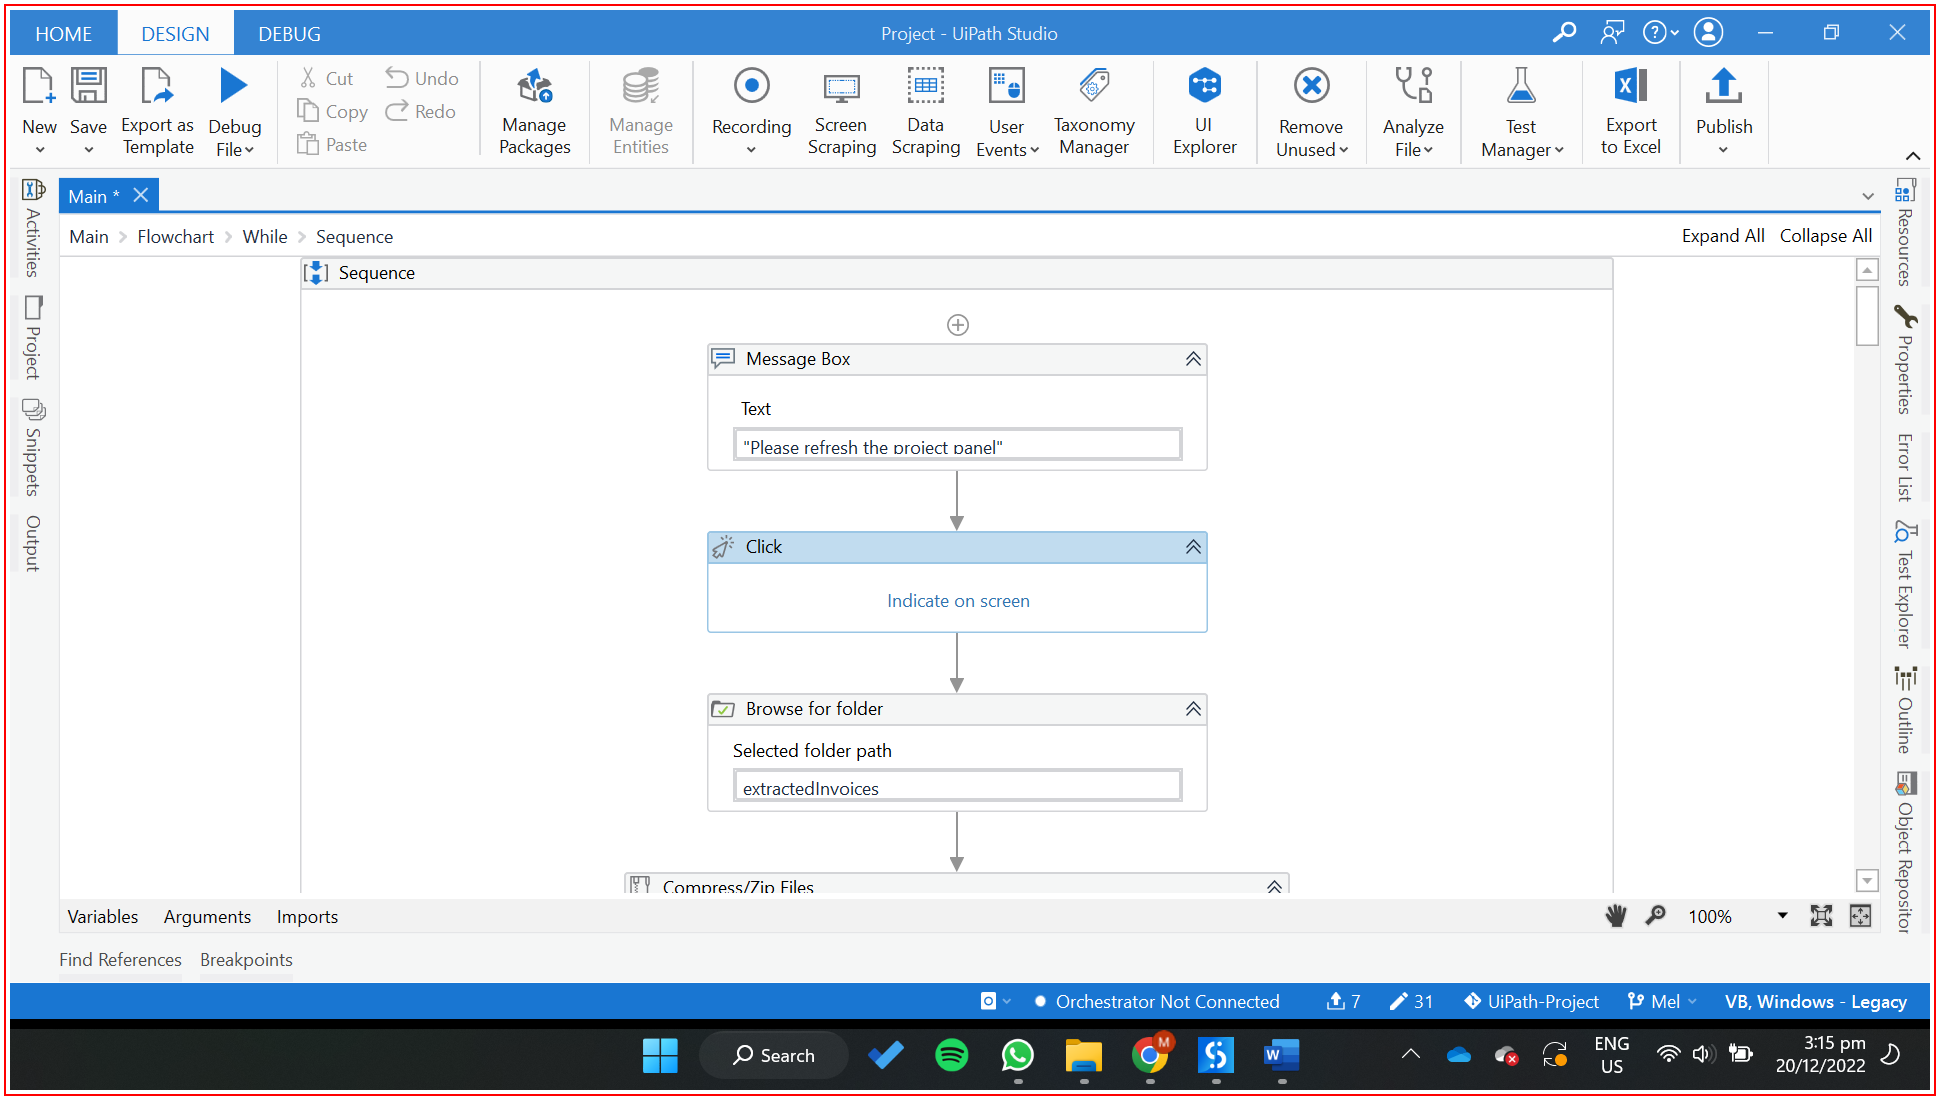 HOME DESIGN DEBUG Project - UiPath Studio
New Save Export as Template Debug File Cut Copy Paste Undo Redo Manage Packages Manage Entities Recording Screen Scraping Data Scraping User Events Taxonomy Manager UI Explorer Remove Unused Analyze File Test Manager Export to Excel Publish
Main *
Main Flowchart While Sequence Expand All Collapse All
Activities
Project
Snippets
Output
Sequence
Message Box
Text
"Please refresh the project panel"
Click
Indicate on screen
Browse for folder
Selected folder path
extractedInvoices
Compress/Zip Files
Resources
Properties
Error List
Test Explorer
Outline
Object Repositor
Variables Arguments Imports 100%
Find References Breakpoints
Orchestrator Not Connected 7 31 UiPath-Project Mel VB, Windows - Legacy
Search M W ENG US 3:15 pm 20/12/2022